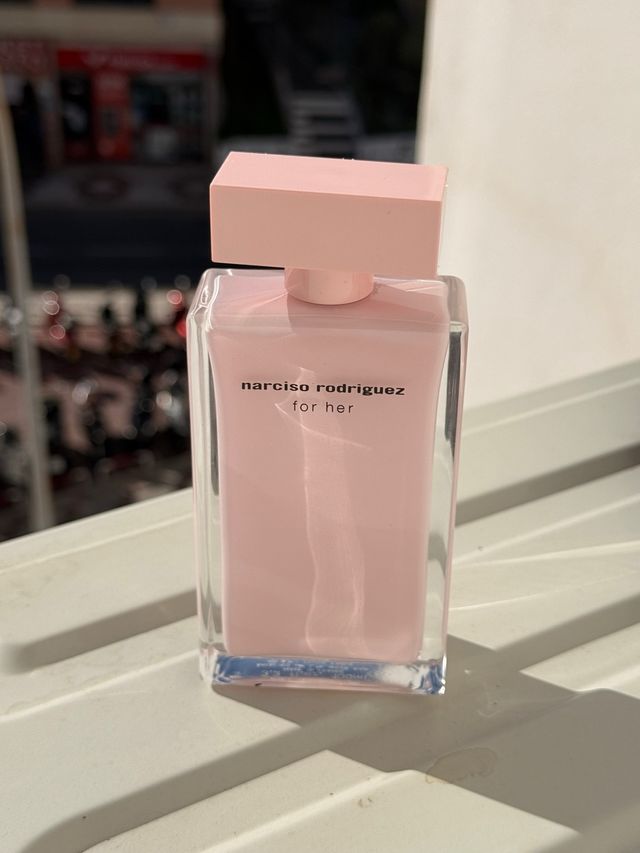 narciso rodriguez
for her